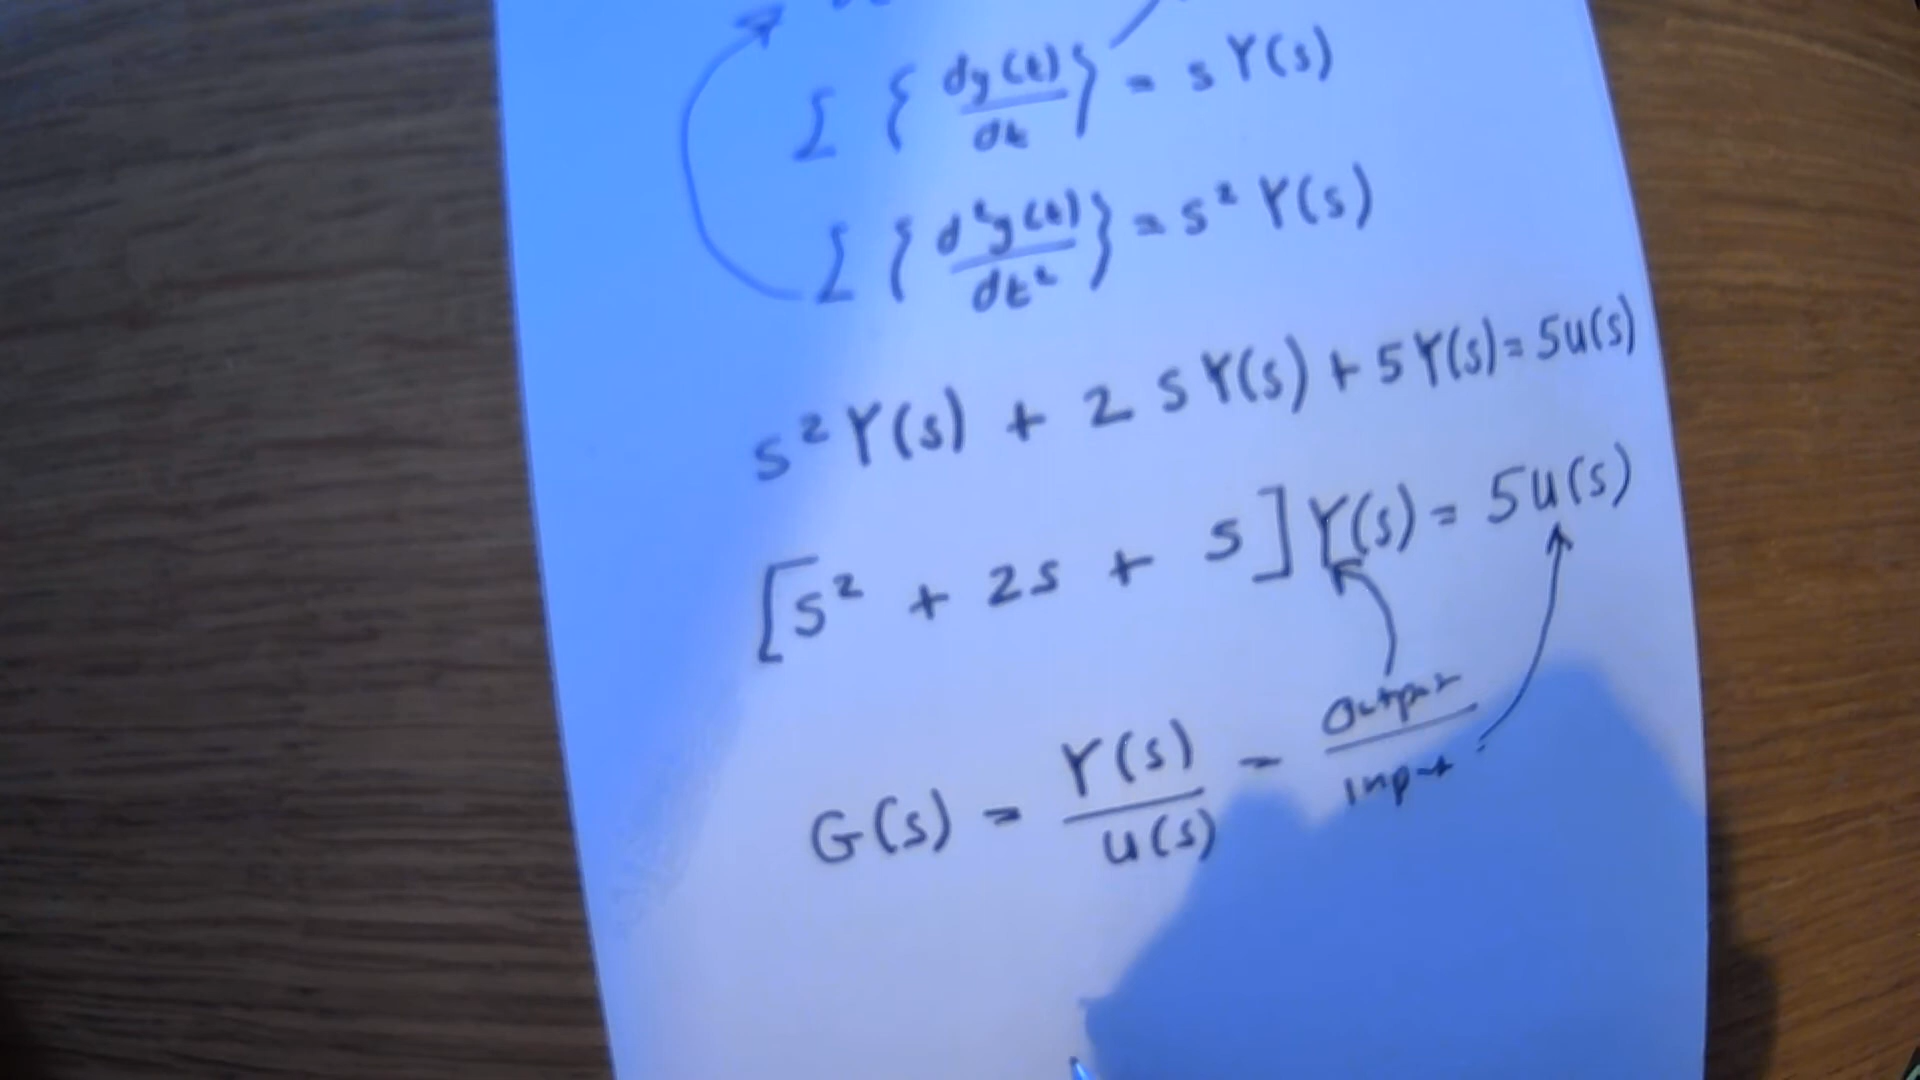 ℒ { dy(t)/dt } = s Y(s)
ℒ { d²y(t)/dt² } = s² Y(s)
s² Y(s) + 2 s Y(s) + 5 Y(s) = 5u(s)
[s² + 2s + 5] Y(s) = 5u(s)
G(s) = Y(s)/u(s) = Output/Input